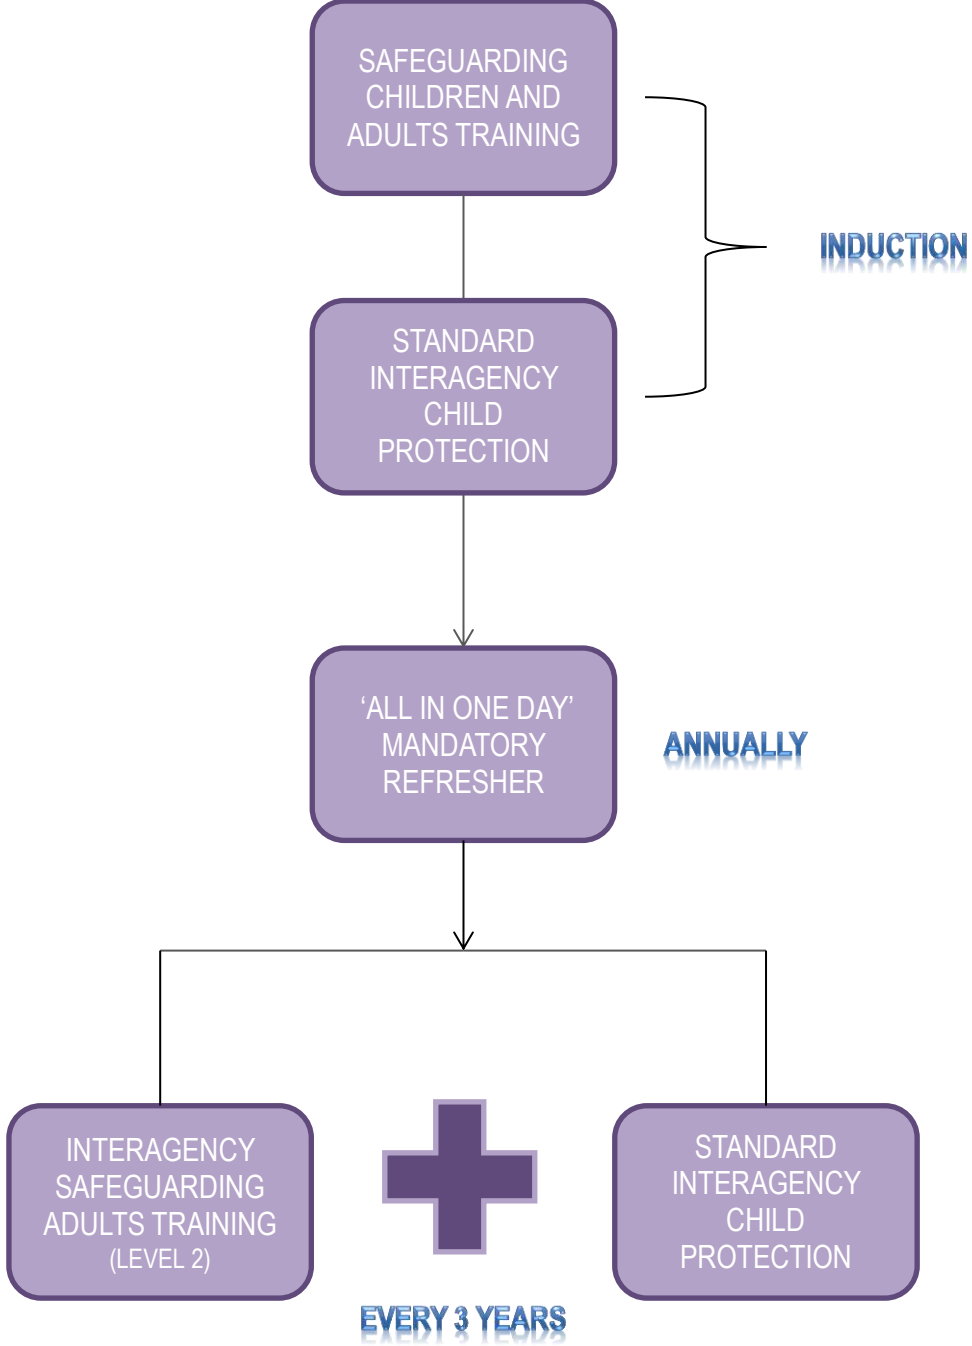 SAFEGUARDING
CHILDREN AND
ADULTS TRAINING
INDUCTION
STANDARD
INTERAGENCY
CHILD
PROTECTION
‘ALL IN ONE DAY’
MANDATORY
REFRESHER
ANNUALLY
INTERAGENCY
SAFEGUARDING
ADULTS TRAINING
(LEVEL 2)
STANDARD
INTERAGENCY
CHILD
PROTECTION
EVERY 3 YEARS